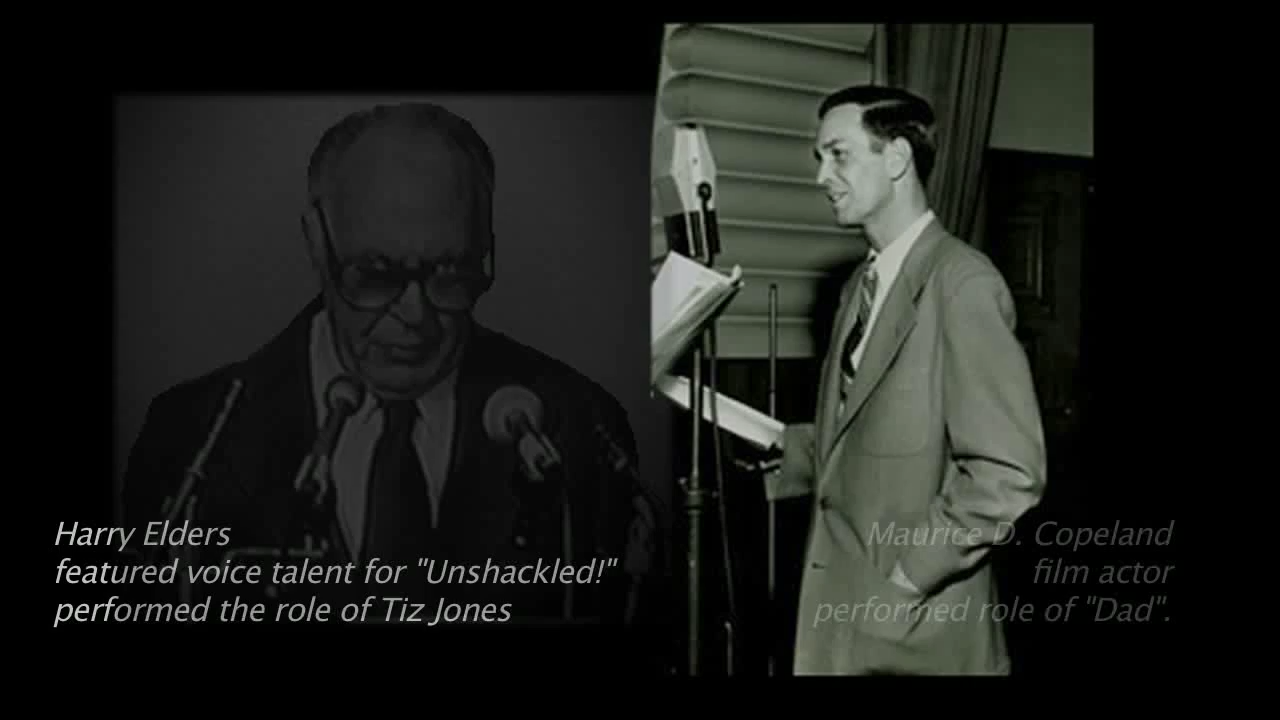 Harry Elders
featured voice talent for "Unshackled!"
performed the role of Tiz Jones
Maurice D. Copeland
film actor
performed role of "Dad".